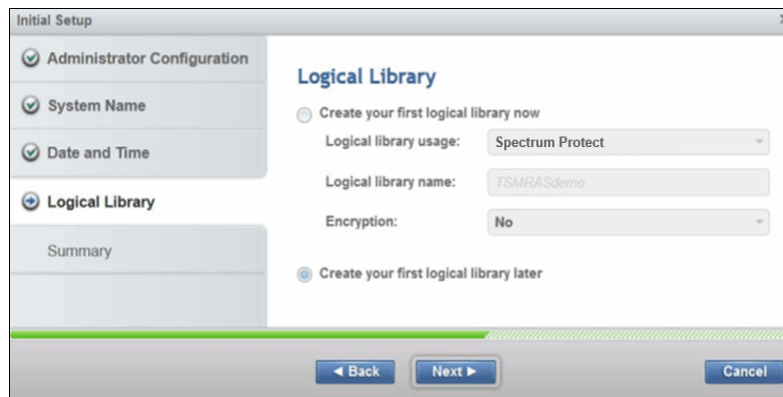 Initial Setup
Administrator Configuration
System Name
Date and Time
Logical Library
Summary
Logical Library
Create your first logical library now
Logical library usage: Spectrum Protect
Logical library name: TSMRASdemo
Encryption: No
Create your first logical library later
Back Next Cancel